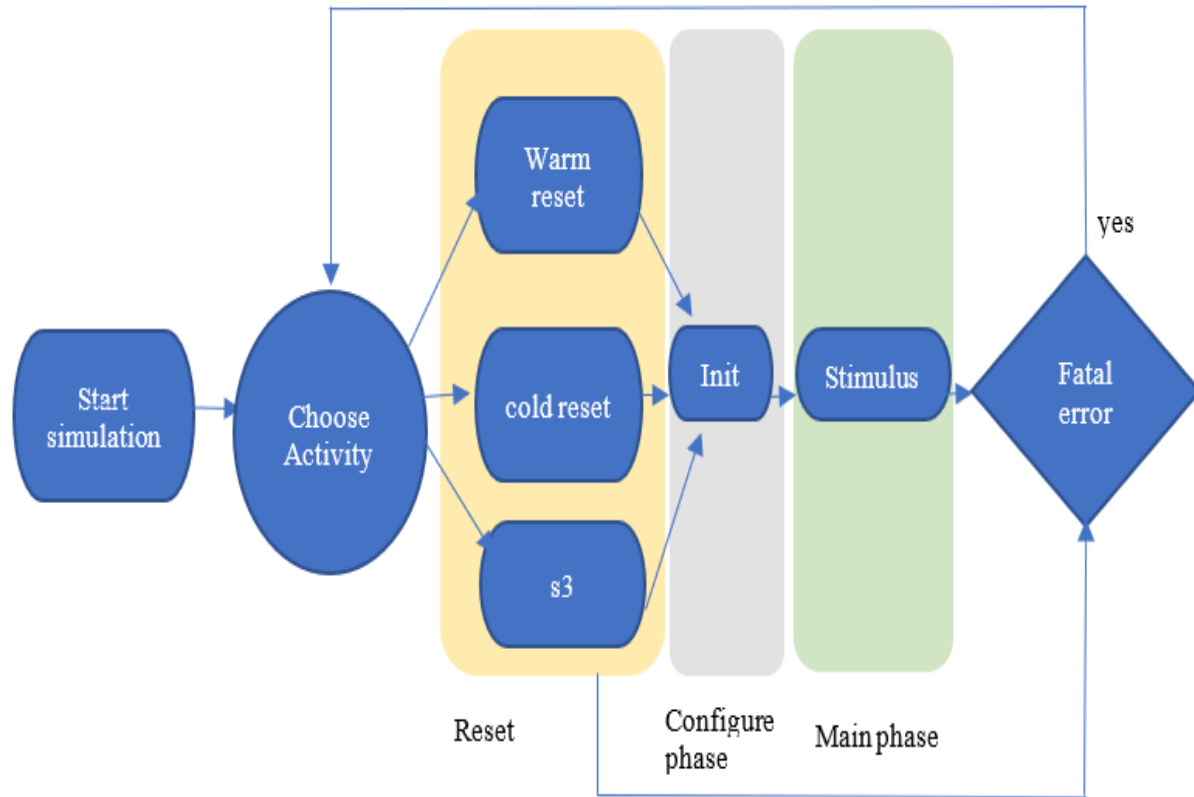 Warm
reset
yes
Start
simulation
Choose
Activity
cold reset
Init
Stimulus
Fatal
error
s3
Reset
Configure
phase
Main phase